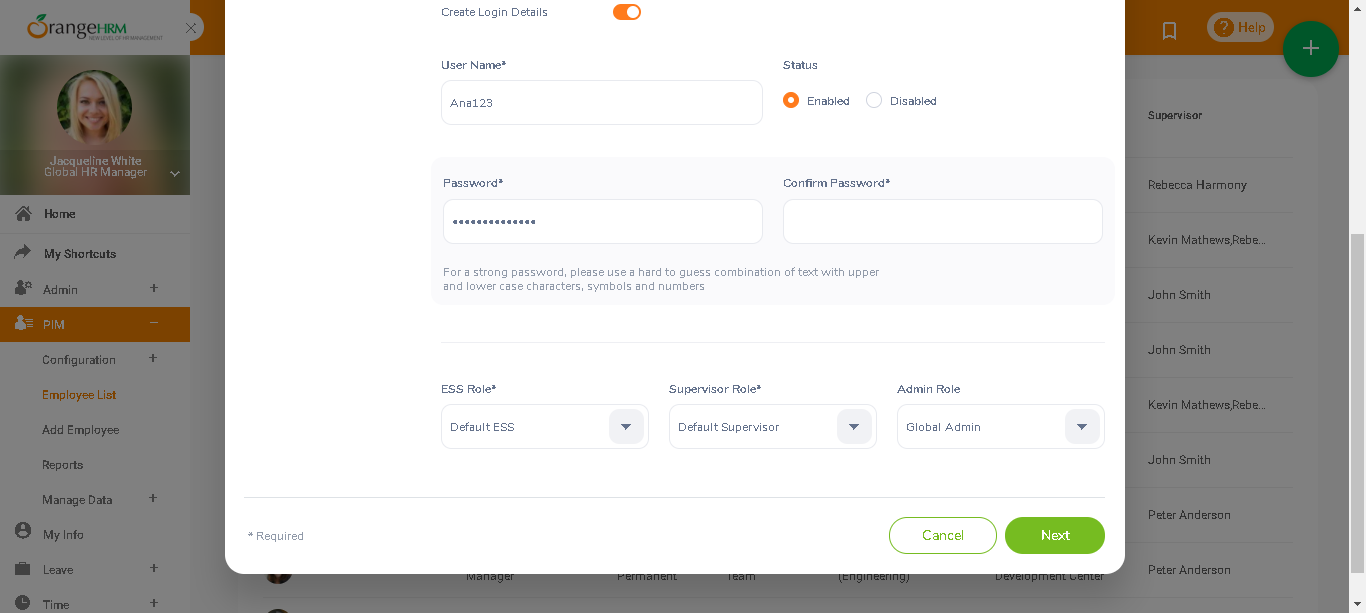 OrangeHRM
NEW LEVEL OF HR MANAGEMENT
Jacqueline White
Global HR Manager
Home
My Shortcuts
Admin
PIM
Configuration
Employee List
Add Employee
Reports
Manage Data
My Info
Leave
Time
Create Login Details
User Name*
Ana123
Status
Enabled
Disabled
Password*
••••••••••••••
Confirm Password*
For a strong password, please use a hard to guess combination of text with upper
and lower case characters, symbols and numbers
ESS Role*
Default ESS
Supervisor Role*
Default Supervisor
Admin Role
Global Admin
* Required
Cancel
Next
Help
Supervisor
Rebecca Harmony
Kevin Mathews,Rebe...
John Smith
John Smith
Kevin Mathews,Rebe...
John Smith
Peter Anderson
Peter Anderson
Manager
Permanent
Team
(Engineering)
Development Center